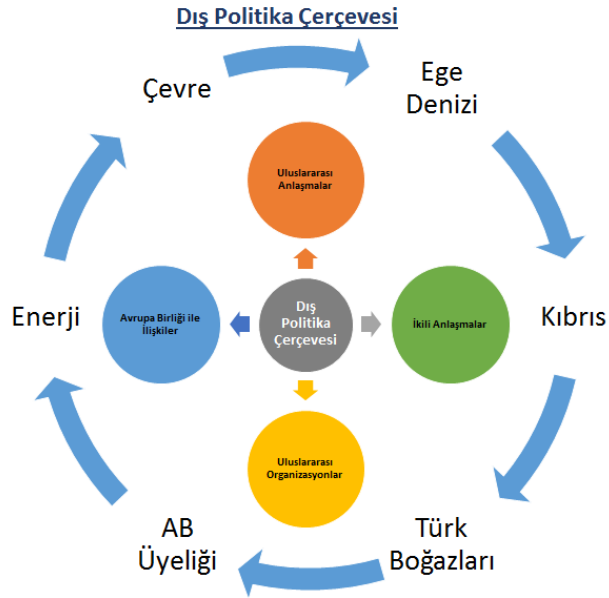 Dış Politika Çerçevesi
Çevre
Ege
Denizi
Uluslararası
Anlaşmalar
Enerji
Avrupa Birliği ile
İlişkiler
Dış
Politika
Çerçevesi
İkili Anlaşmalar
Kıbrıs
Uluslararası
Organizasyonlar
AB
Üyeliği
Türk
Boğazları